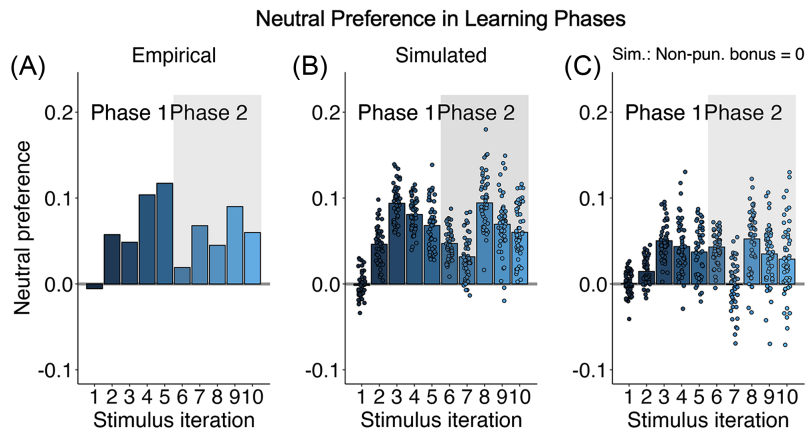 Neutral Preference in Learning Phases
(A) Empirical
(B) Simulated
(C) Sim.: Non-pun. bonus = 0
Neutral preference
0.2
0.1
0.0
-0.1
Phase 1 Phase 2
1 2 3 4 5 6 7 8 9 10
Stimulus iteration
0.2
0.1
0.0
-0.1
Phase 1 Phase 2
1 2 3 4 5 6 7 8 9 10
Stimulus iteration
0.2
0.1
0.0
-0.1
Phase 1 Phase 2
1 2 3 4 5 6 7 8 9 10
Stimulus iteration